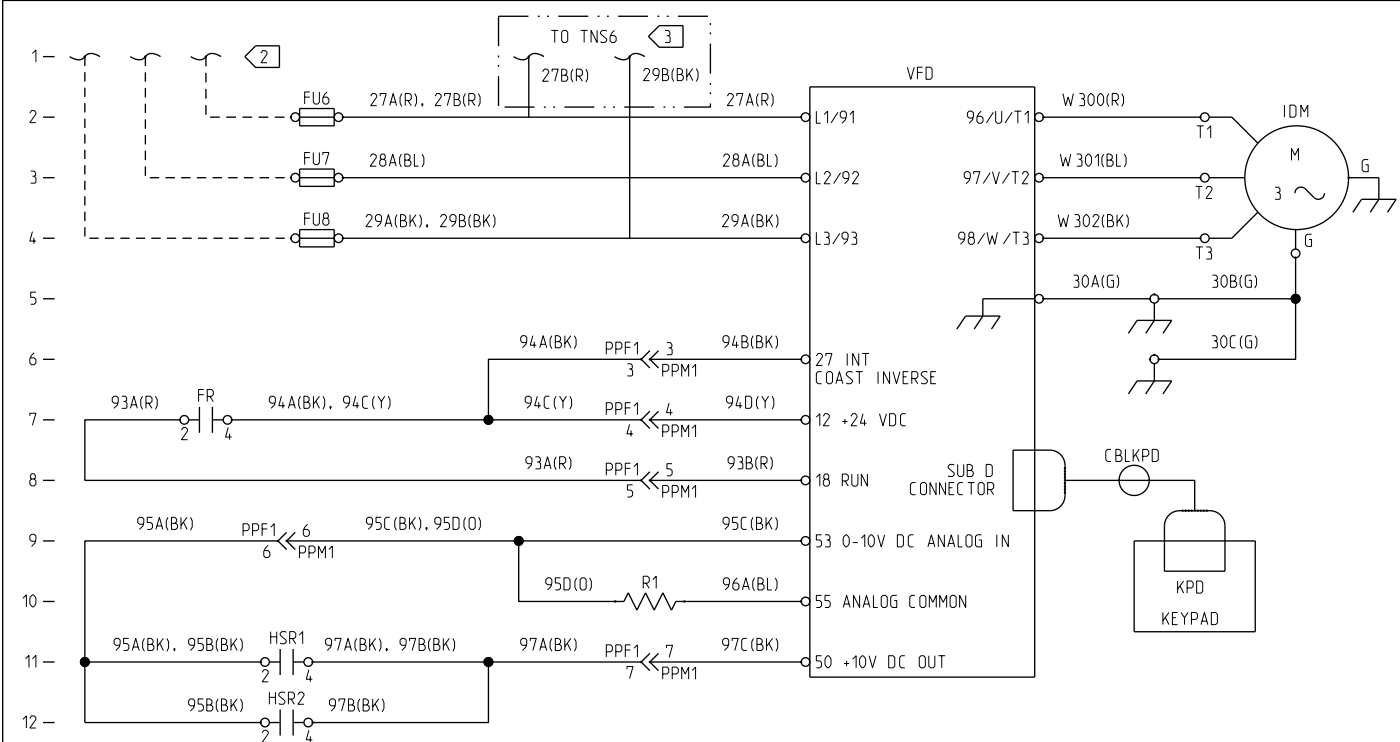 TO TNS6 3
1 2
27B(R) 29B(BK)
VFD
FU6 27A(R), 27B(R) 27A(R) W300(R) IDM
2 L1/91 96/U/T1 T1
M
FU7 28A(BL) 28A(BL) W301(BL) G
3 L2/92 97/V/T2 T2 3
FU8 29A(BK), 29B(BK) 29A(BK) W302(BK)
4 L3/93 98/W/T3 T3 G
30A(G) 30B(G)
5
94A(BK) PPF1 3 94B(BK) 30C(G)
6 3 PPM1 27 INT
COAST INVERSE
93A(R) FR 94A(BK), 94C(Y) 94C(Y) PPF1 4 94D(Y)
7 2 4 4 PPM1 12 +24 VDC
93A(R) PPF1 5 93B(R) SUB D CBLKPD
8 5 PPM1 18 RUN CONNECTOR
95A(BK) PPF1 6 95C(BK), 95D(O) 95C(BK)
9 6 PPM1 53 0-10V DC ANALOG IN
95D(O) R1 96A(BL) KPD
10 55 ANALOG COMMON
KEYPAD
95A(BK), 95B(BK) HSR1 97A(BK), 97B(BK) 97A(BK) PPF1 7 97C(BK)
11 2 4 7 PPM1 50 +10V DC OUT
95B(BK) HSR2 97B(BK)
12 2 4